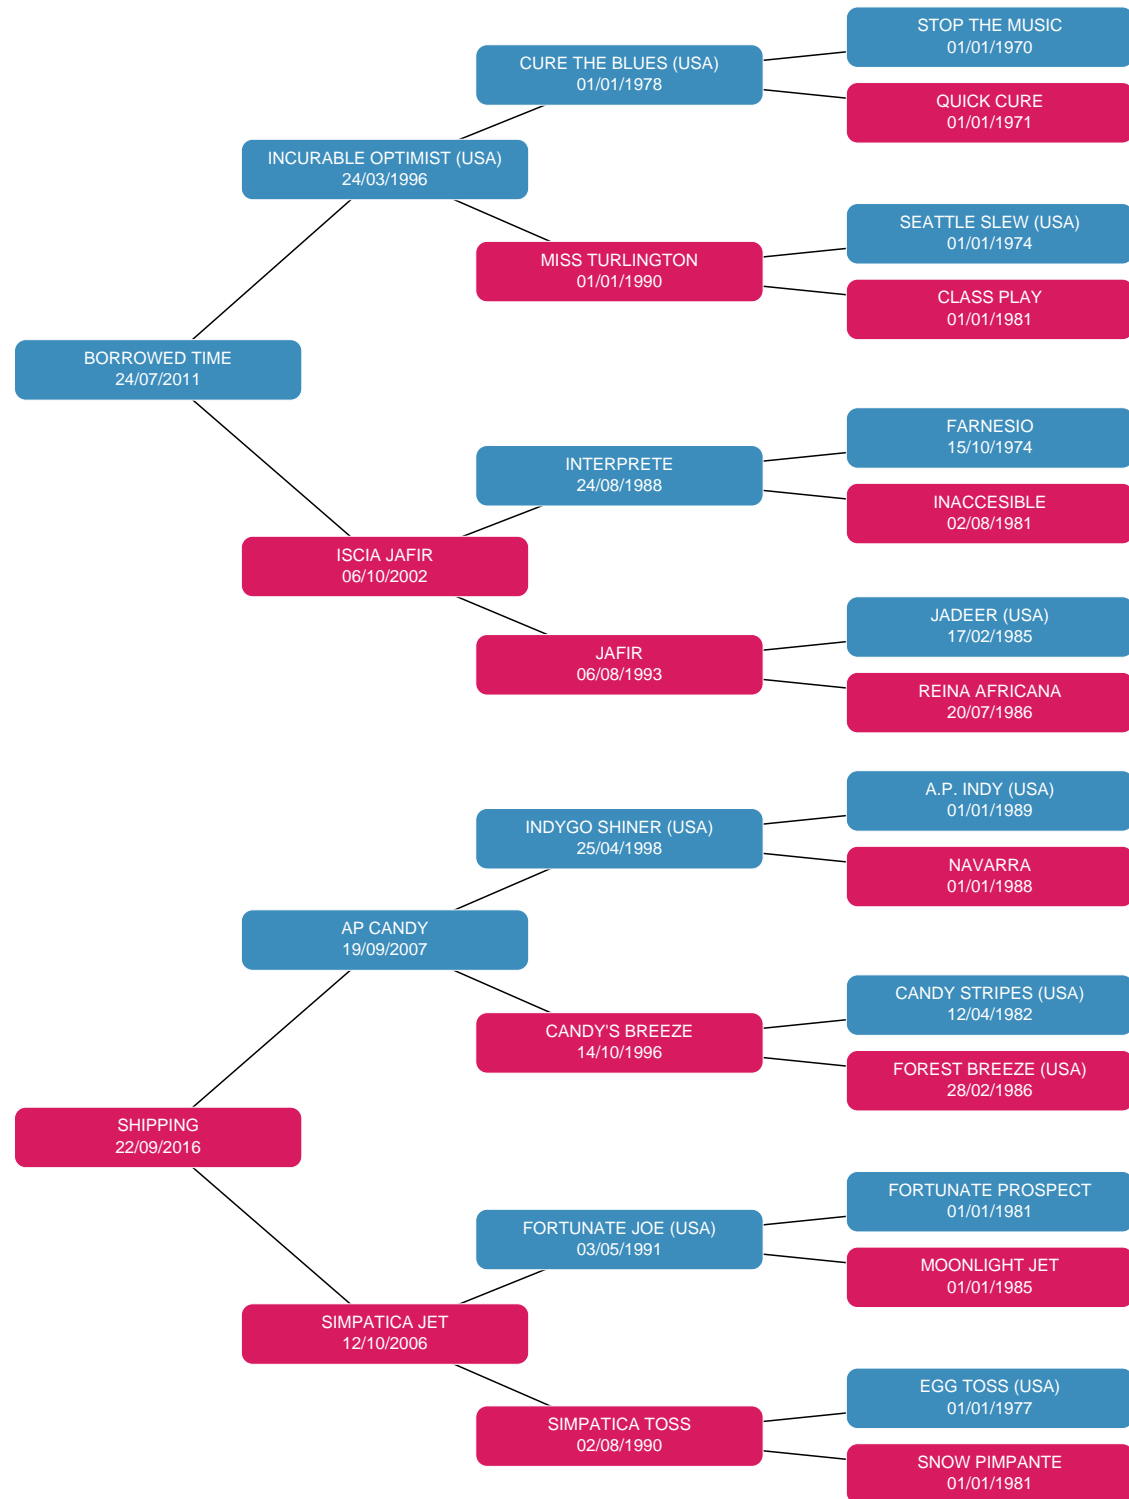 STOP THE MUSIC
01/01/1970
CURE THE BLUES (USA)
01/01/1978
QUICK CURE
01/01/1971
INCURABLE OPTIMIST (USA)
24/03/1996
SEATTLE SLEW (USA)
01/01/1974
MISS TURLINGTON
01/01/1990
CLASS PLAY
01/01/1981
BORROWED TIME
24/07/2011
FARNESIO
15/10/1974
INTERPRETE
24/08/1988
INACCESIBLE
02/08/1981
ISCIA JAFIR
06/10/2002
JADEER (USA)
17/02/1985
JAFIR
06/08/1993
REINA AFRICANA
20/07/1986
A.P. INDY (USA)
01/01/1989
INDYGO SHINER (USA)
25/04/1998
NAVARRA
01/01/1988
AP CANDY
19/09/2007
CANDY STRIPES (USA)
12/04/1982
CANDY'S BREEZE
14/10/1996
FOREST BREEZE (USA)
28/02/1986
SHIPPING
22/09/2016
FORTUNATE PROSPECT
01/01/1981
FORTUNATE JOE (USA)
03/05/1991
MOONLIGHT JET
01/01/1985
SIMPATICA JET
12/10/2006
EGG TOSS (USA)
01/01/1977
SIMPATICA TOSS
02/08/1990
SNOW PIMPANTE
01/01/1981